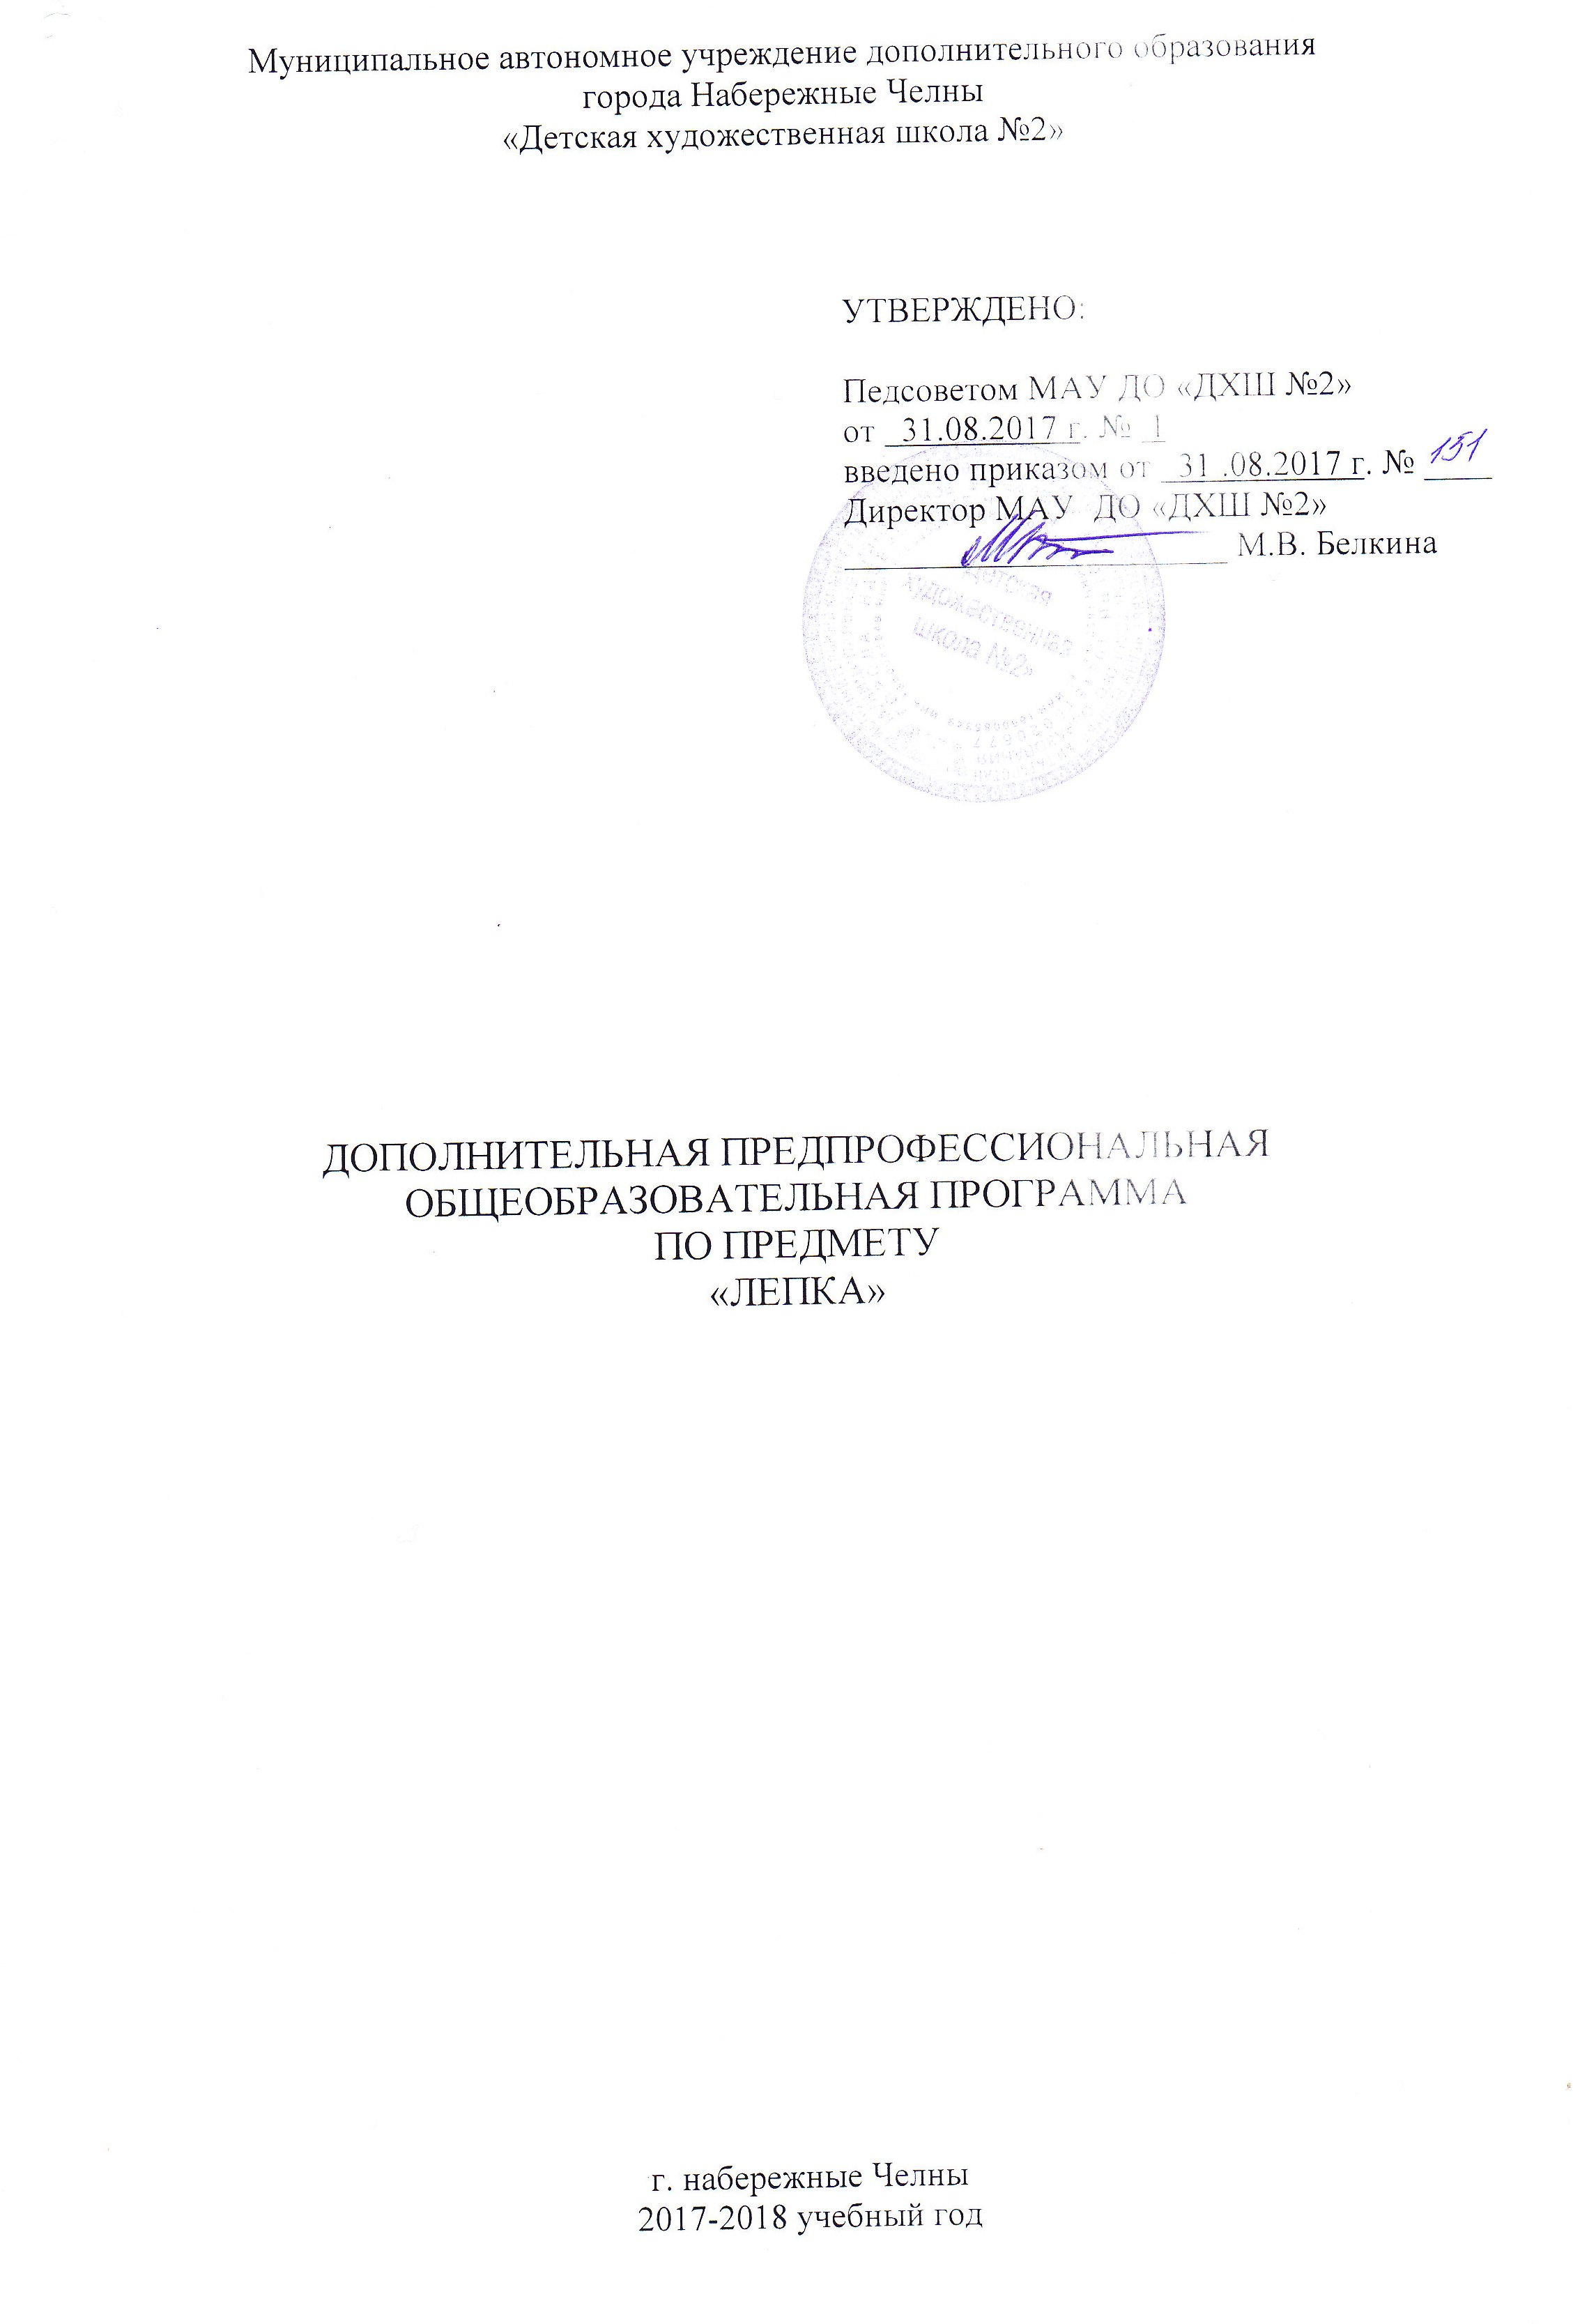 Муниципальное автономное учреждение дополнительного образования
города Набережные Челны
«Детская художественная школа №2»
УТВЕРЖДЕНО:
Педсоветом МАУ ДО «ДХШ №2»
от 31.08.2017 г. № 1
введено приказом от 31 .08.2017 г. № 151
Директор МАУ ДО «ДХШ №2»
М.В. Белкина
Детская
художественная
школа №2»
ДОПОЛНИТЕЛЬНАЯ ПРЕДПРОФЕССИОНАЛЬНАЯ
ОБЩЕОБРАЗОВАТЕЛЬНАЯ ПРОГРАММА
ПО ПРЕДМЕТУ
«ЛЕПКА»
г. набережные Челны
2017-2018 учебный год